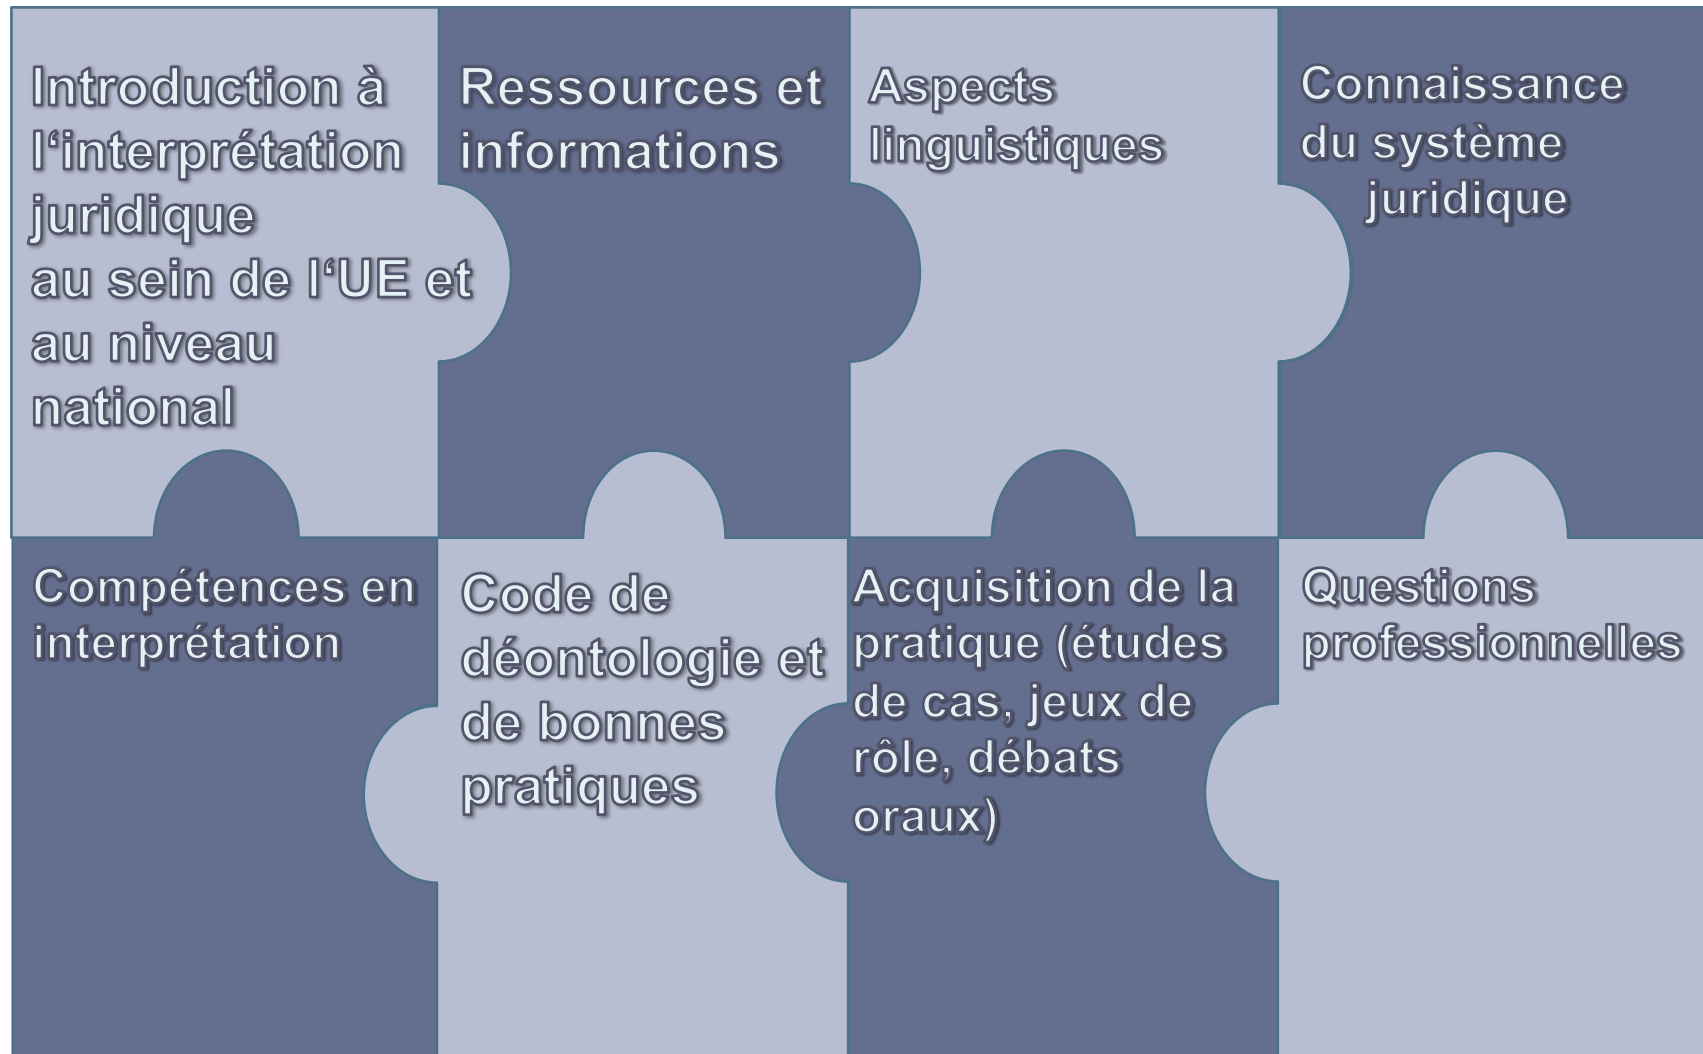 Introduction à
l‘interprétation
juridique
au sein de l‘UE et
au niveau
national
Ressources et
informations
Aspects
linguistiques
Connaissance
du système
juridique
Compétences en
interprétation
Code de
déontologie et
de bonnes
pratiques
Acquisition de la
pratique (études
de cas, jeux de
rôle, débats
oraux)
Questions
professionnelles